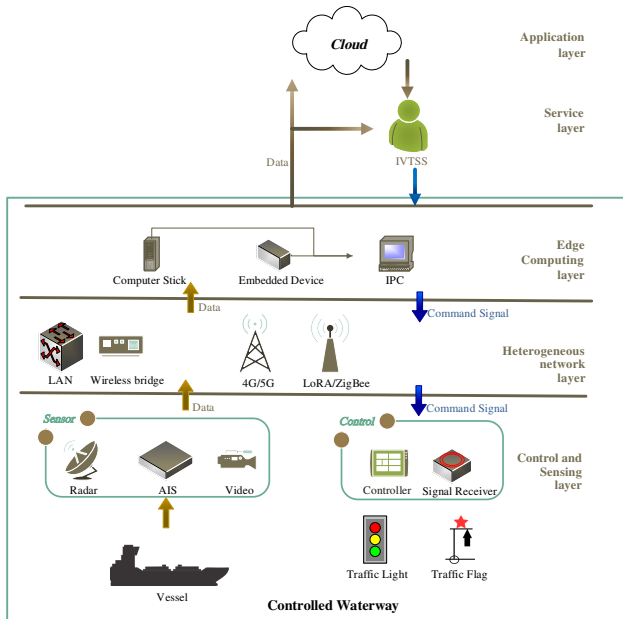 Cloud
Application
layer
Service
layer
IVTSS
Data
Edge
Computing
layer
Computer Stick
Embedded Device
IPC
Data
Command Signal
Heterogeneous
network
layer
LAN
Wireless bridge
4G/5G
LoRA/ZigBee
Data
Command Signal
Sensor
Control
Control and
Sensing
layer
Radar
AIS
Video
Controller
Signal Receiver
Traffic Light
Traffic Flag
Vessel
Controlled Waterway